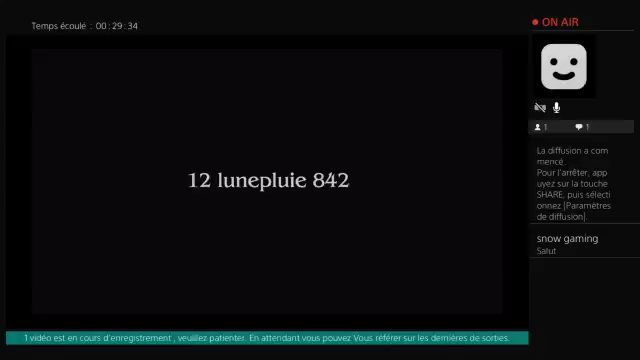 Temps écoulé : 00:29:34
ON AIR
12 lunepluie 842
1
1
La diffusion a com
mencé.
Pour l'arrêter, app
uyez sur la touche
SHARE, puis sélecti
onnez [Paramètres
de diffusion].
snow gaming
Salut
1 vidéo est en cours d'enregistrement , veuillez patienter. En attendant vous pouvez Vous référer sur les dernières de sorties.